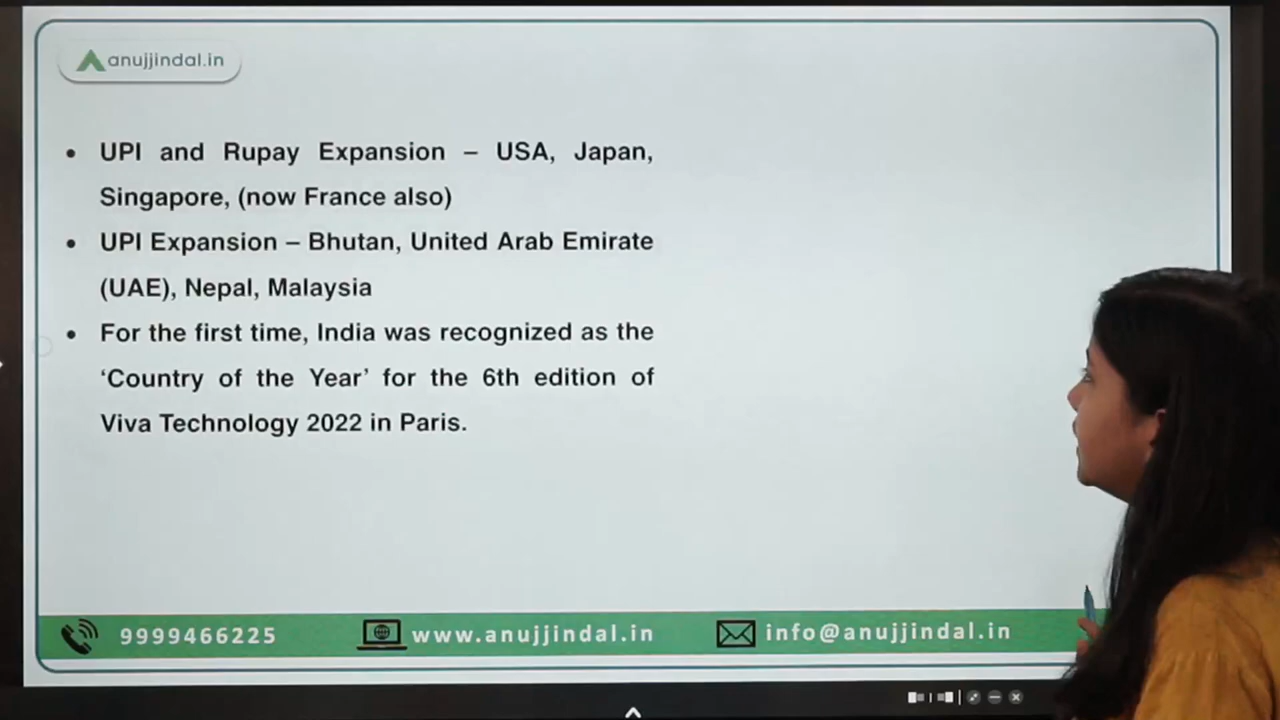 anujjindal.in
• UPI and Rupay Expansion – USA, Japan,
Singapore, (now France also)
• UPI Expansion – Bhutan, United Arab Emirate
(UAE), Nepal, Malaysia
• For the first time, India was recognized as the
‘Country of the Year’ for the 6th edition of
Viva Technology 2022 in Paris.
9999466225 www.anujjindal.in info@anujjindal.in